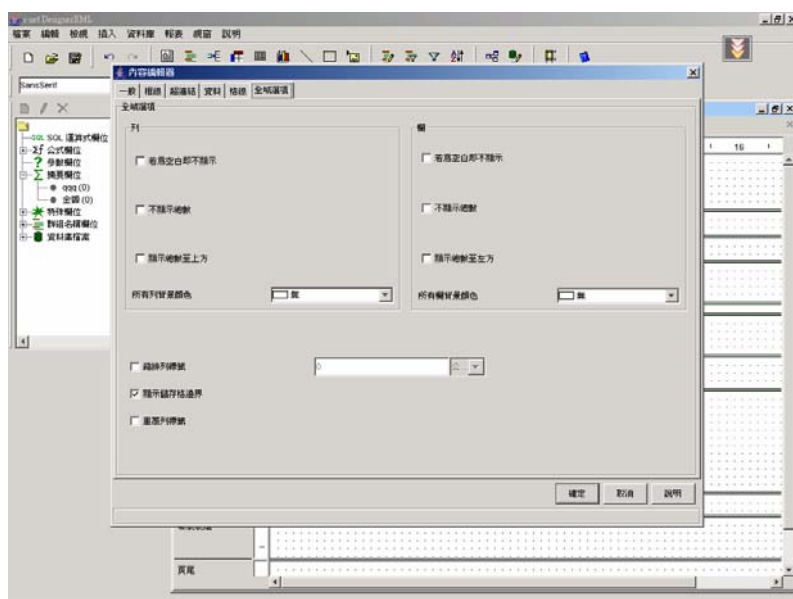 檔案 編輯 檢視 插入 資料庫 報表 視窗 說明
SansSerif
內容編輯器
一般 框線 超連結 資料 格線 全域選項
全域選項
列
若為空白即不顯示
不顯示總數
顯示總數至上方
所有列背景顏色
無
欄
若為空白即不顯示
不顯示總數
顯示總數至左方
所有欄背景顏色
無
縮排列標籤
0
顯示儲存格邊界
重覆列標籤
確定 取消 說明
SQL SQL 運算式欄位
Σf 公式欄位
? 參數欄位
Σ 摘要欄位
qqq (0)
金額 (0)
特殊欄位
群組名稱欄位
資料庫檔案
16
頁尾